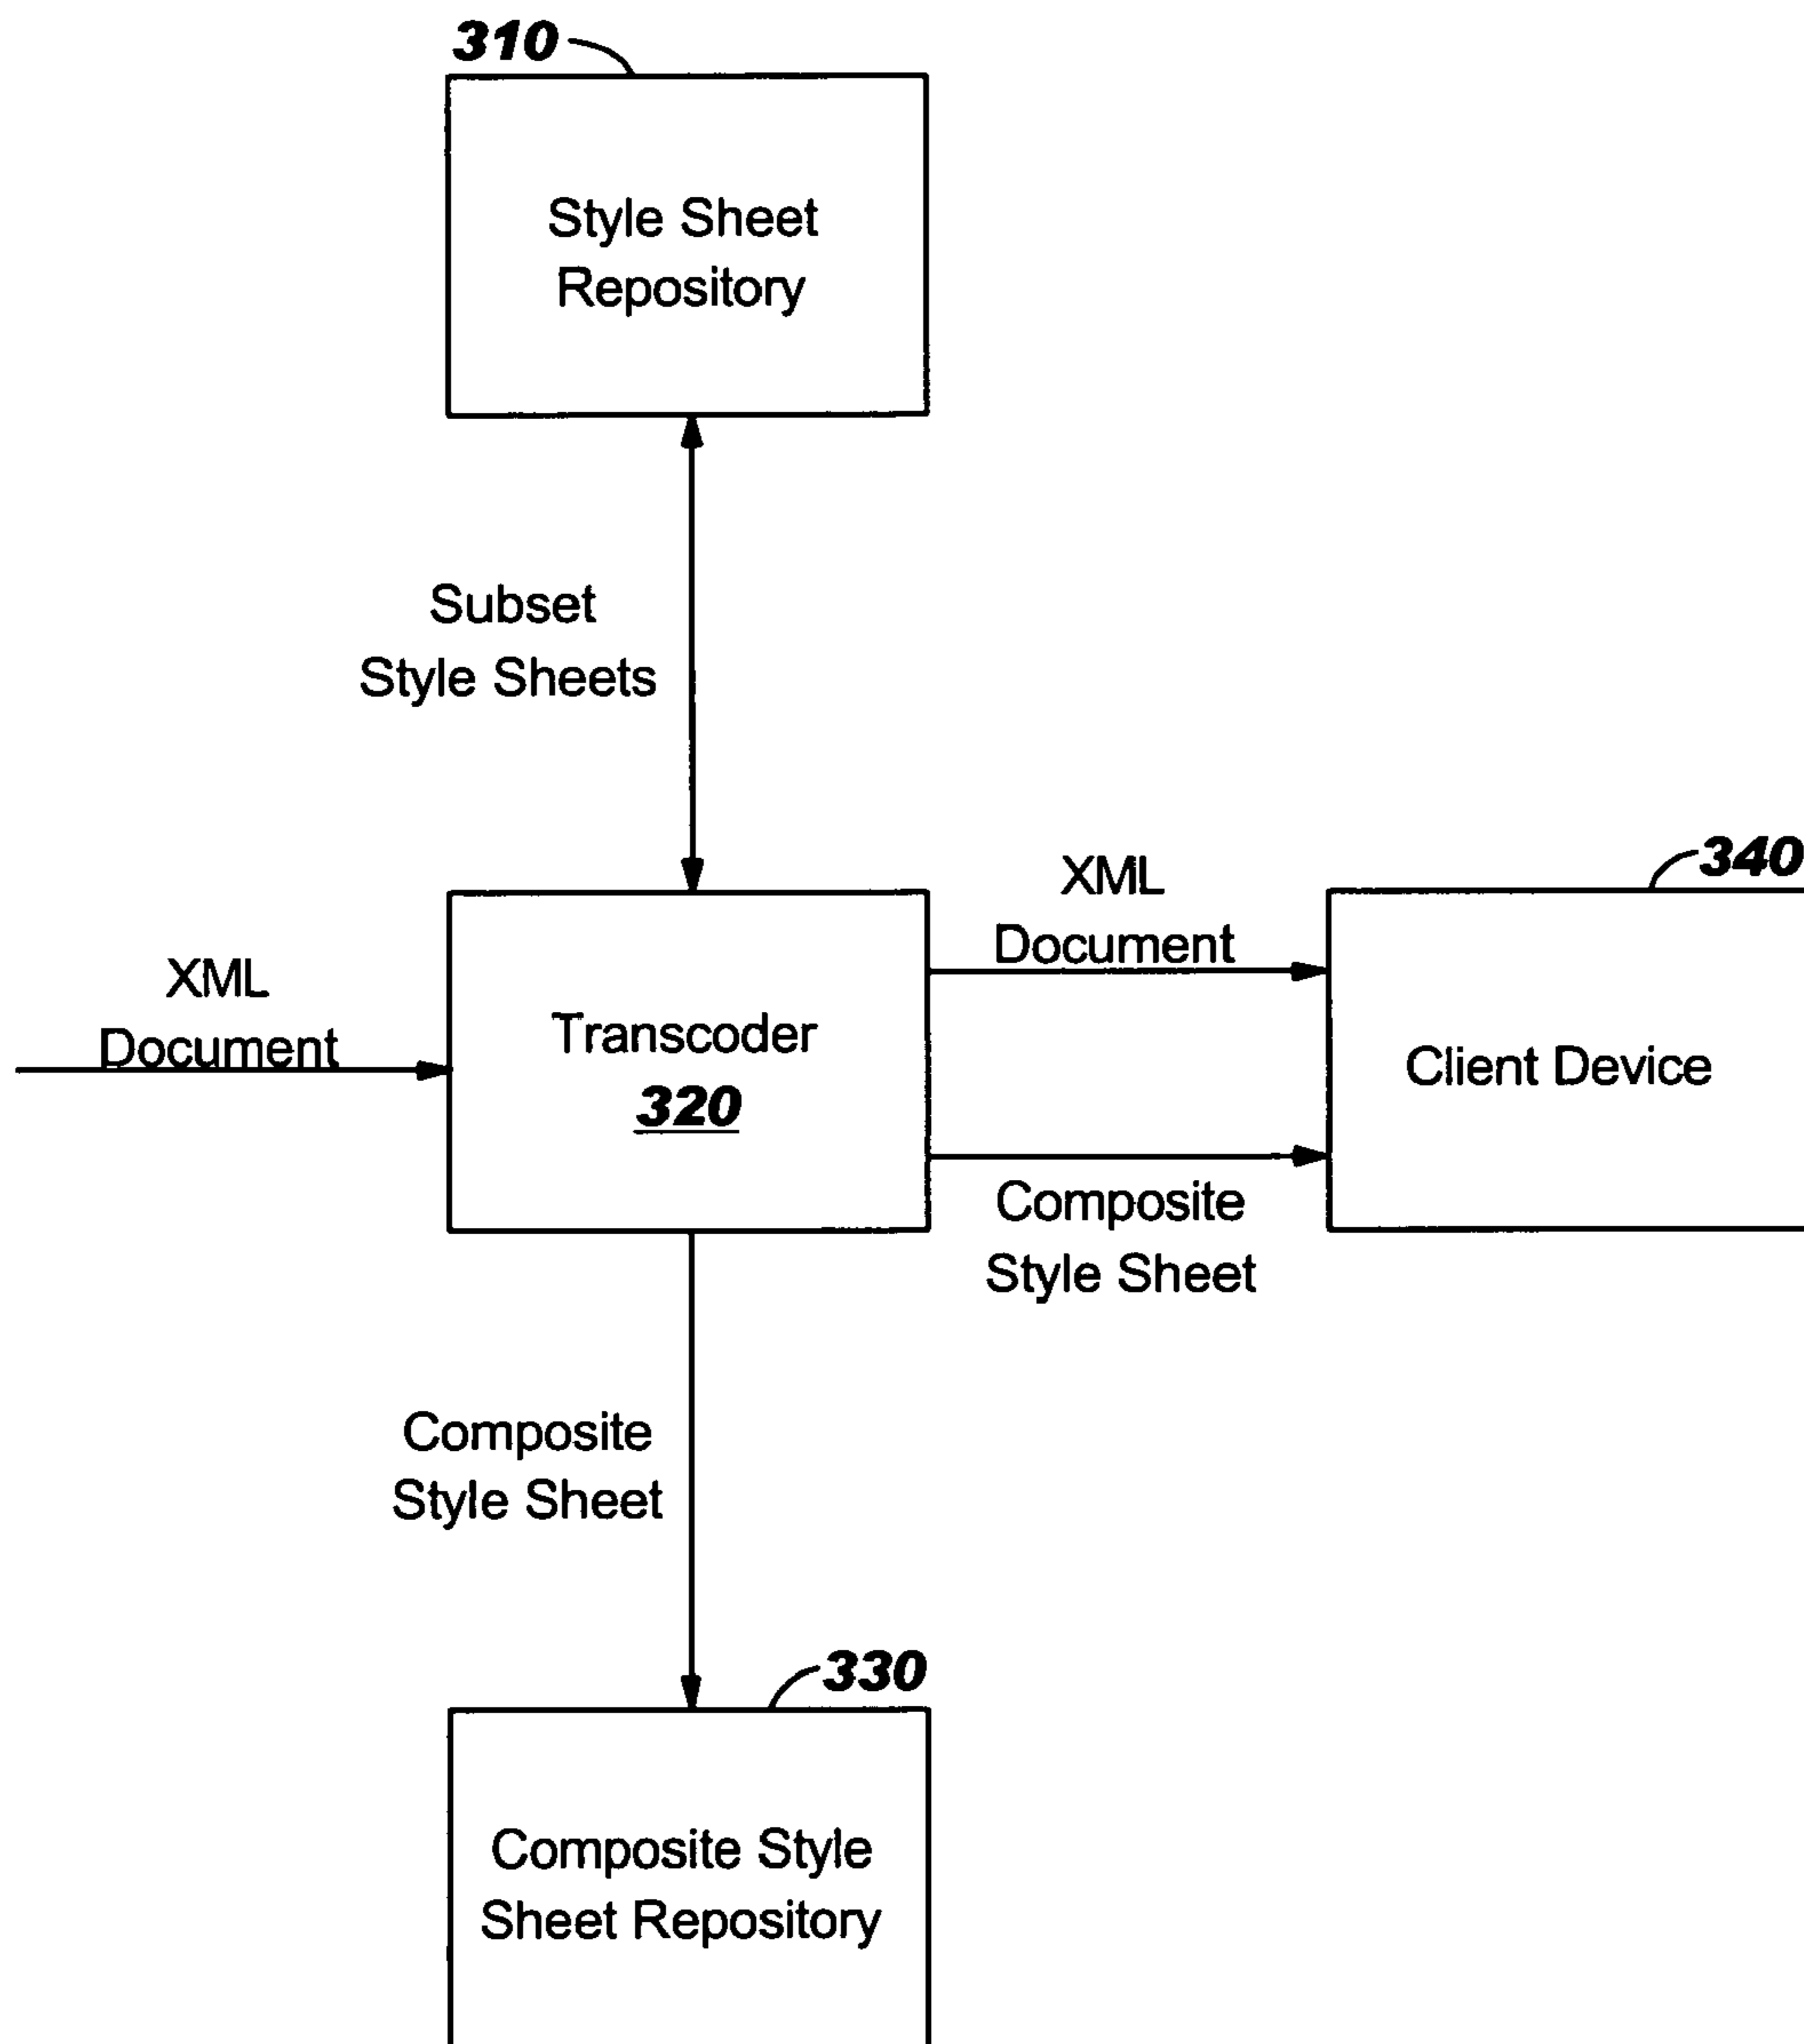 310
Style Sheet
Repository
Subset
Style Sheets
XML
Document
340
XML
Document
Transcoder
320
Client Device
Composite
Style Sheet
Composite
Style Sheet
330
Composite Style
Sheet Repository